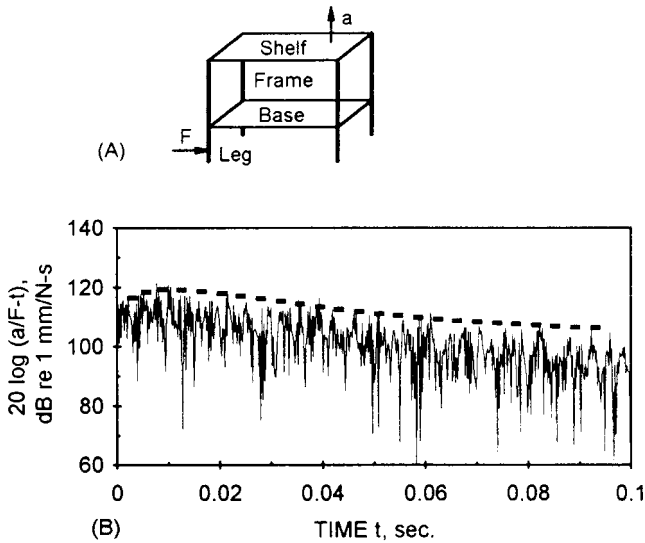 a
Shelf
Frame
Base
F
Leg
(A)
140
120
100
80
60
20 log (a/F-t),
dB re 1 mm/N-s
0
0.02
0.04
0.06
0.08
0.1
(B)
TIME t, sec.